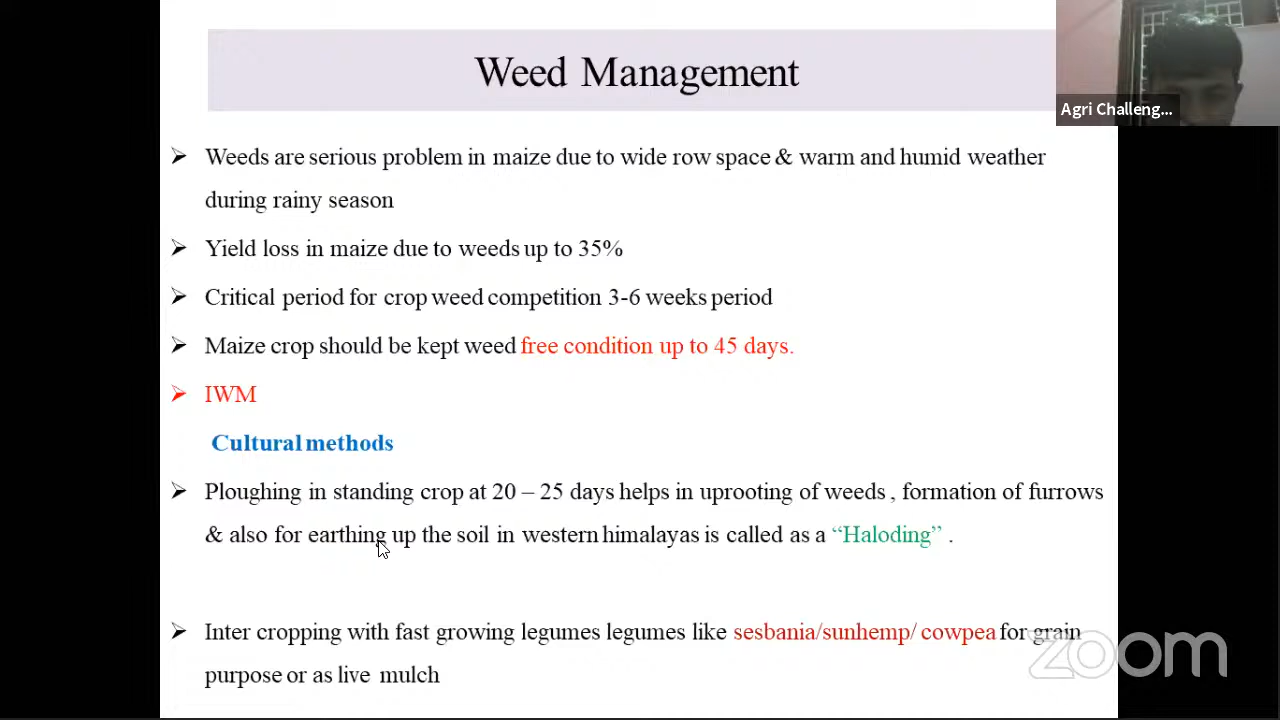 Weed Management
Agri Challeng...
➢ Weeds are serious problem in maize due to wide row space & warm and humid weather
during rainy season
➢ Yield loss in maize due to weeds up to 35%
➢ Critical period for crop weed competition 3-6 weeks period
➢ Maize crop should be kept weed free condition up to 45 days.
➢ IWM
Cultural methods
➢ Ploughing in standing crop at 20 – 25 days helps in uprooting of weeds , formation of furrows
& also for earthing up the soil in western himalayas is called as a “Haloding” .
➢ Inter cropping with fast growing legumes legumes like sesbania/sunhemp/ cowpea for grain
purpose or as live mulch
zoom